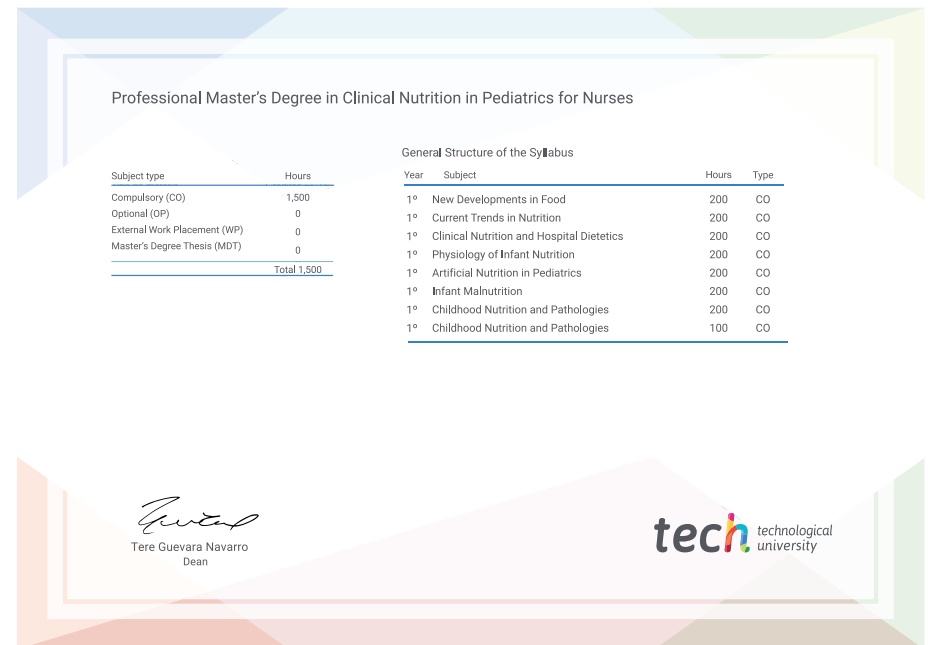 Professional Master's Degree in Clinical Nutrition in Pediatrics for Nurses
Subject type Hours
Compulsory (CO) 1,500
Optional (OP) 0
External Work Placement (WP) 0
Master's Degree Thesis (MDT) 0
Total 1,500
General Structure of the Syllabus
Year Subject Hours Type
1º New Developments in Food 200 CO
1º Current Trends in Nutrition 200 CO
1º Clinical Nutrition and Hospital Dietetics 200 CO
1º Physiology of Infant Nutrition 200 CO
1º Artificial Nutrition in Pediatrics 200 CO
1º Infant Malnutrition 200 CO
1º Childhood Nutrition and Pathologies 200 CO
1º Childhood Nutrition and Pathologies 100 CO
Tere Guevara Navarro
Dean
tech technological
university